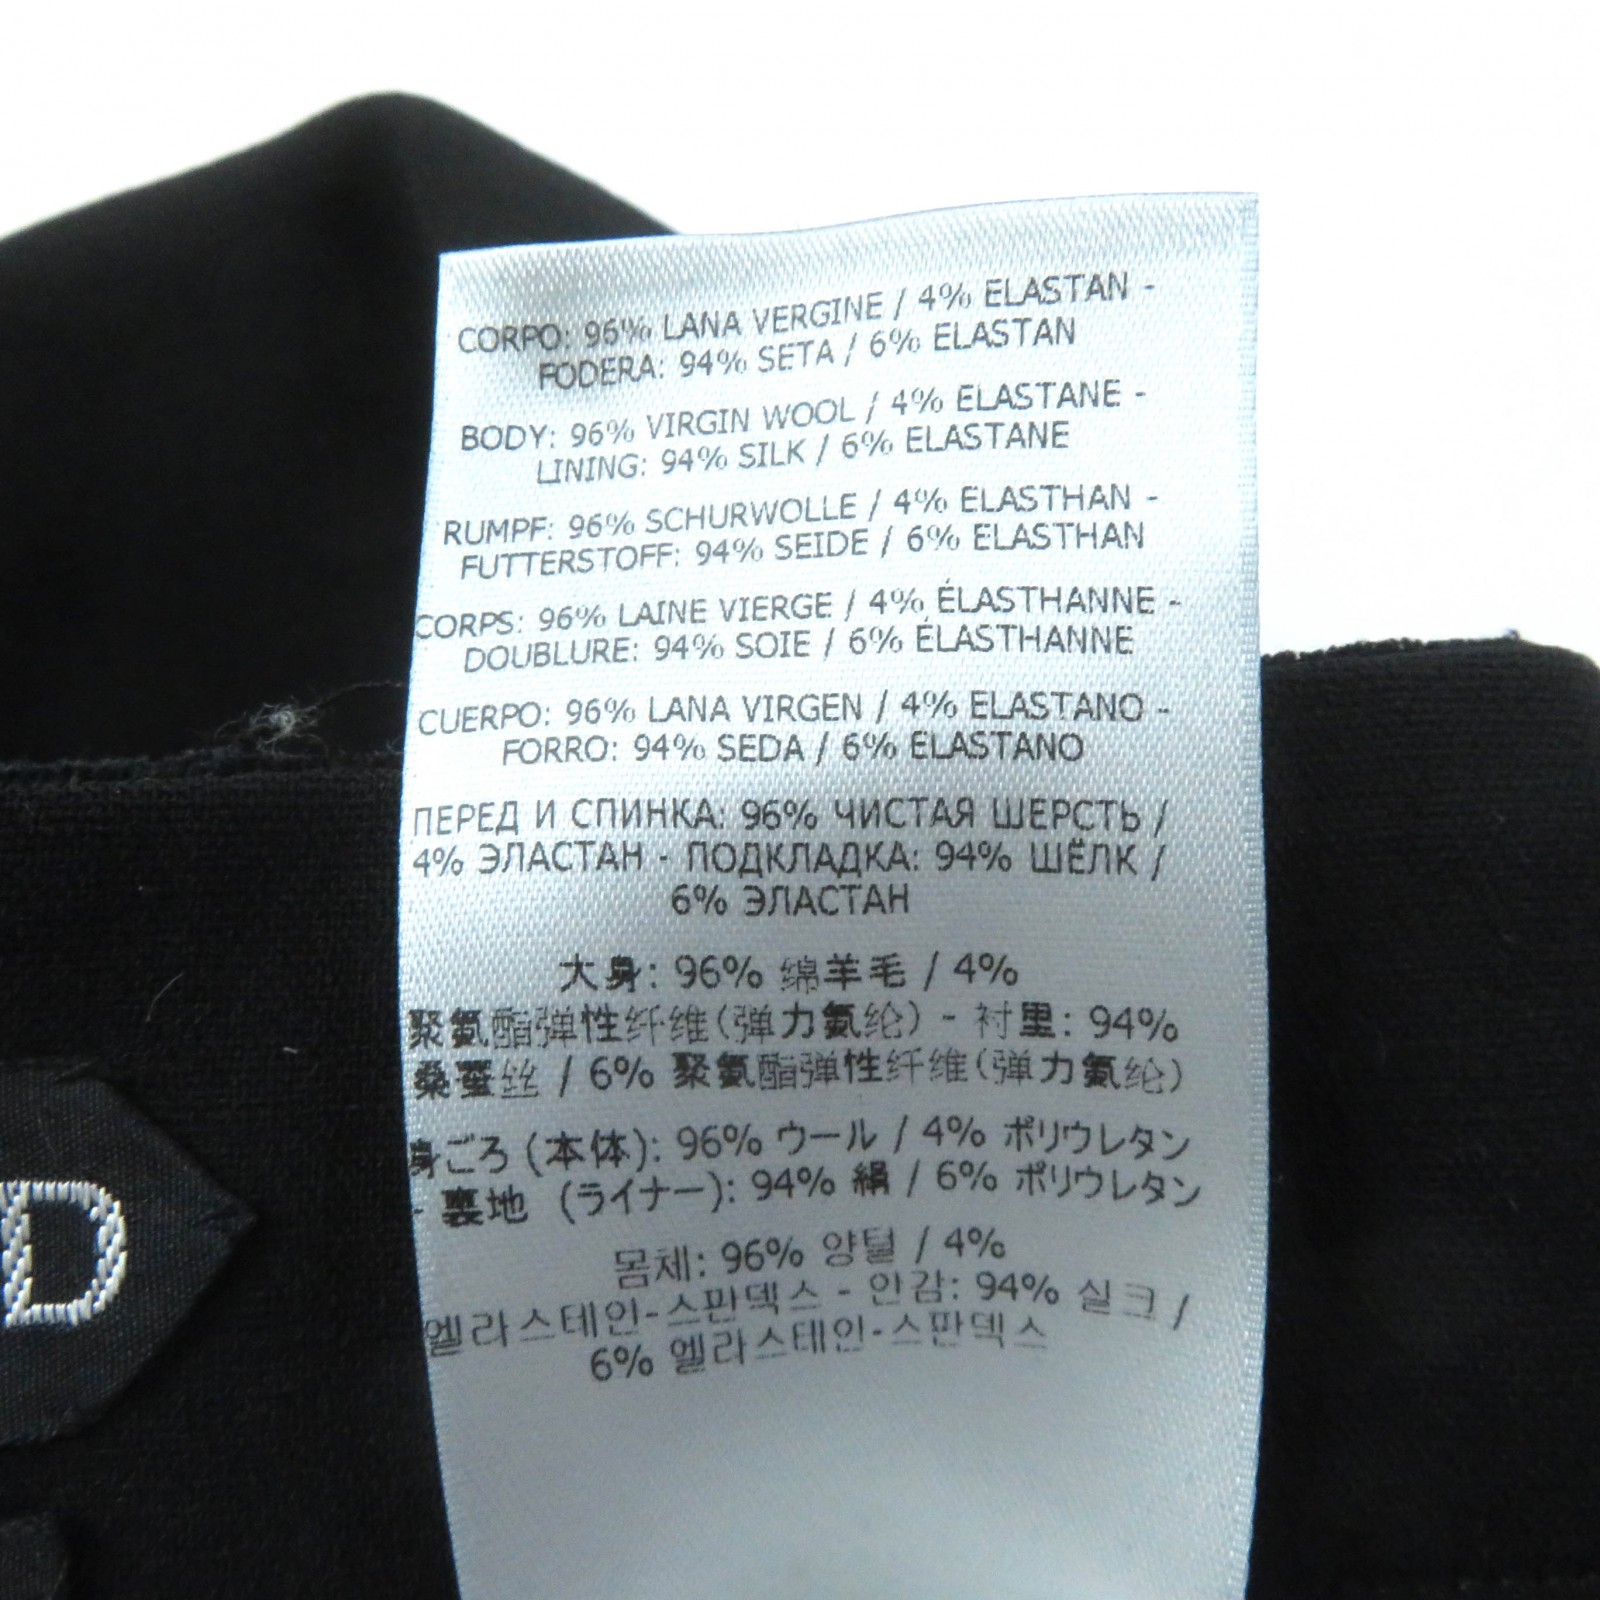 CORPO: 96% LANA VERGINE / 4% ELASTAN -
FODERA: 94% SETA / 6% ELASTAN
BODY: 96% VIRGIN WOOL / 4% ELASTANE -
LINING: 94% SILK / 6% ELASTANE
RUMPF: 96% SCHURWOLLE / 4% ELASTHAN -
FUTTERSTOFF: 94% SEIDE / 6% ELASTHAN
CORPS: 96% LAINE VIERGE / 4% ÉLASTHANNE -
DOUBLURE: 94% SOIE / 6% ÉLASTHANNE
CUERPO: 96% LANA VIRGEN / 4% ELASTANO -
FORRO: 94% SEDA / 6% ELASTANO
ПЕРЕД И СПИНКА: 96% ЧИСТАЯ ШЕРСТЬ /
4% ЭЛАСТАН - ПОДКЛАДКА: 94% ШЁЛК /
6% ЭЛАСТАН
大身: 96% 绵羊毛 / 4%
聚氨酯弹性纤维(弹力氨纶) - 衬里: 94%
桑蚕丝 / 6% 聚氨酯弹性纤维(弹力氨纶)
身ごろ (本体): 96% ウール / 4% ポリウレタン
- 裏地 (ライナー): 94% 絹 / 6% ポリウレタン
몸체: 96% 양털 / 4%
엘라스테인-스판덱스 - 안감: 94% 실크 /
6% 엘라스테인-스판덱스
D